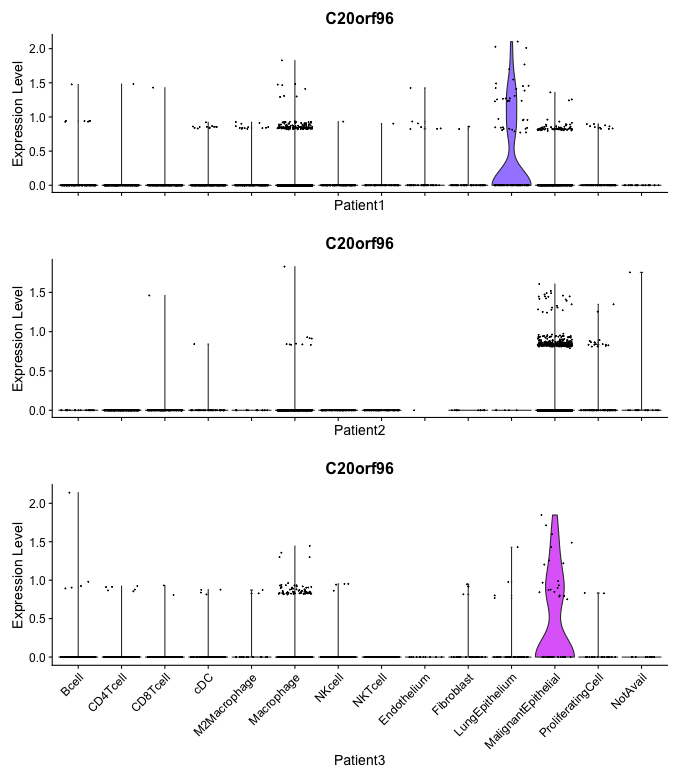 C20orf96
Expression Level
2.0
1.5
1.0
0.5
0.0
Patient1
C20orf96
Expression Level
1.5
1.0
0.5
0.0
Patient2
C20orf96
Expression Level
2.0
1.5
1.0
0.5
0.0
Bcell
CD4Tcell
CD8Tcell
cDC
M2Macrophage
Macrophage
NKcell
NKTcell
Endothelium
Fibroblast
LungEpithelium
MalignantEpithelial
ProliferatingCell
NotAvail
Patient3